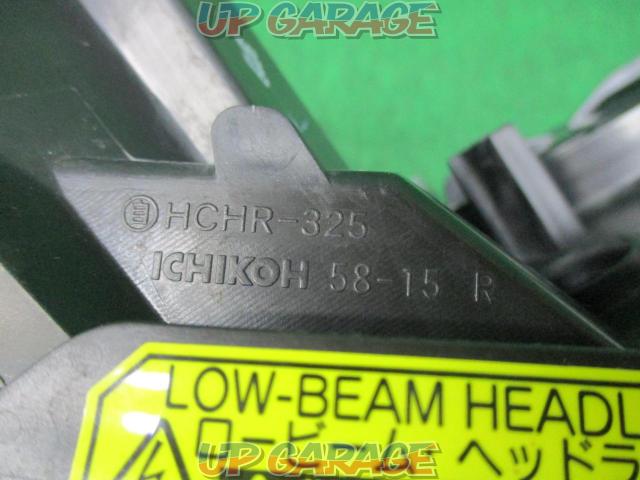 UP GARAGE
HCHR-325
ICHIKOH 58-15 R
LOW-BEAM HEADL
ロービーム・ヘッドラ
UP GARAGE